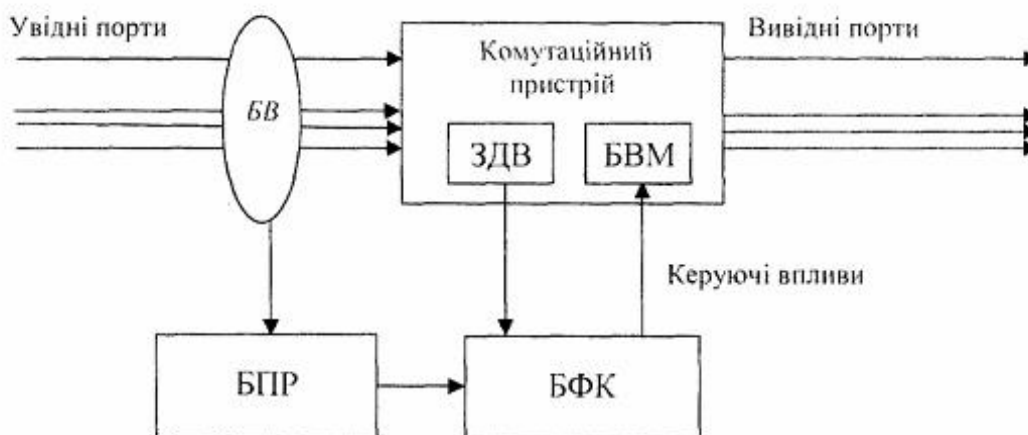 Увідні порти
Вивідні порти
Комутаційний
пристрій
БВ
ЗДВ
БВМ
Керуючі впливи
БПР
БФК